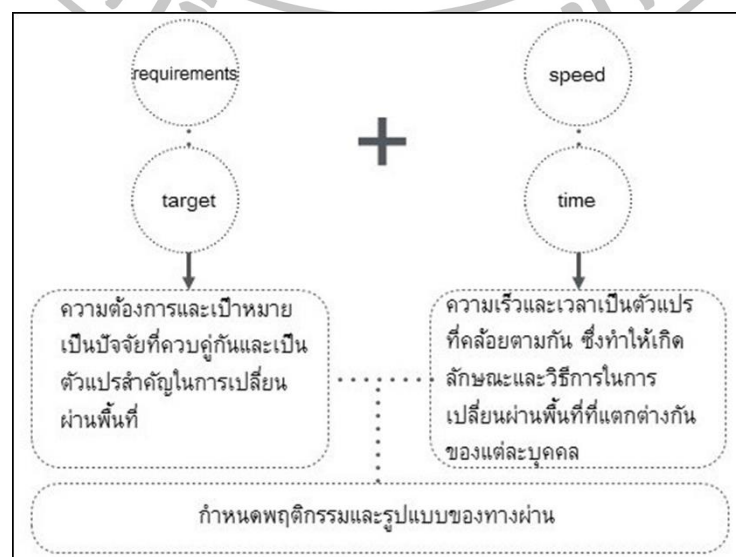 requirements
speed
+
target
time
ความต้องการและเป้าหมาย
เป็นปัจจัยที่ควบคู่กันและเป็น
ตัวแปรสำคัญในการเปลี่ยน
ผ่านพื้นที่
ความเร็วและเวลาเป็นตัวแปร
ที่คล้อยตามกัน ซึ่งทำให้เกิด
ลักษณะและวิธีการในการ
เปลี่ยนผ่านพื้นที่ที่แตกต่างกัน
ของแต่ละบุคคล
กำหนดพฤติกรรมและรูปแบบของทางผ่าน